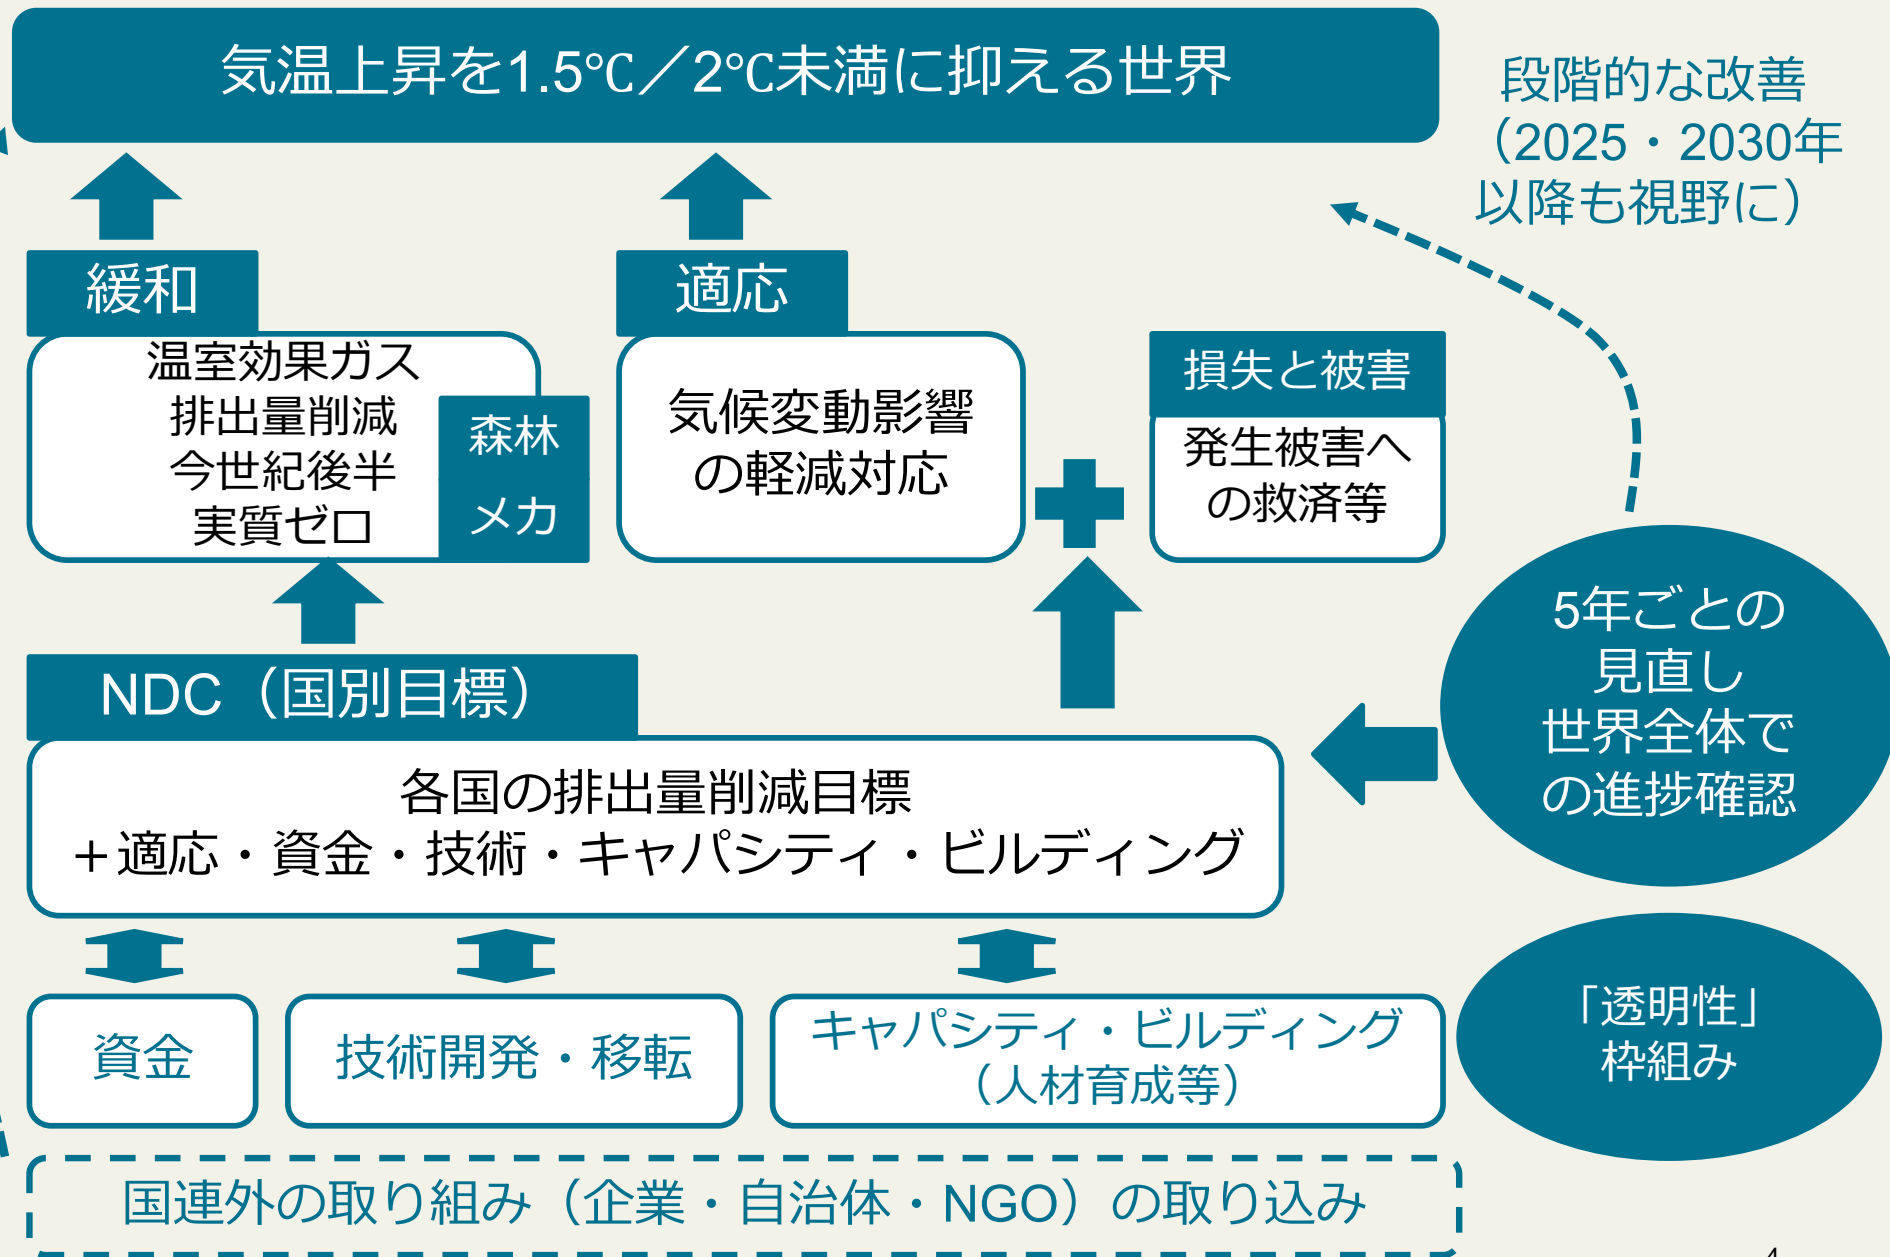 気温上昇を1.5℃／2℃未満に抑える世界
段階的な改善
（2025・2030年
以降も視野に）
緩和
温室効果ガス
排出量削減
今世紀後半
実質ゼロ
森林
メカ
適応
気候変動影響
の軽減対応
損失と被害
発生被害へ
の救済等
5年ごとの
見直し
世界全体で
の進捗確認
NDC（国別目標）
各国の排出量削減目標
＋適応・資金・技術・キャパシティ・ビルディング
資金
技術開発・移転
キャパシティ・ビルディング
（人材育成等）
「透明性」
枠組み
国連外の取り組み（企業・自治体・NGO）の取り込み